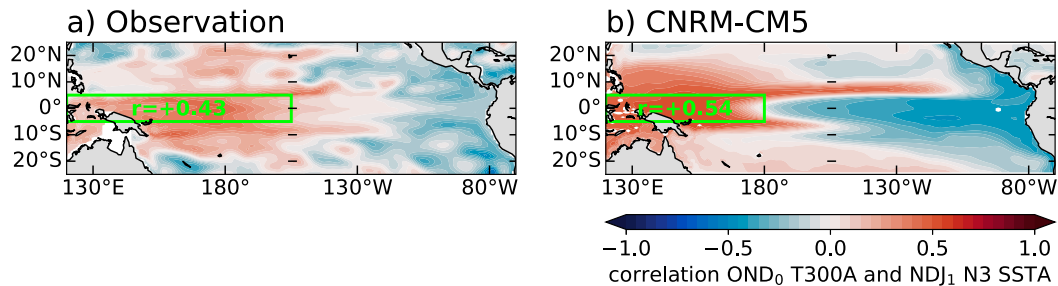 a) Observation
b) CNRM-CM5
20°N
10°N
0°
10°S
20°S
r=+0.43
130°E
180°
130°W
80°W
20°N
10°N
0°
10°S
20°S
r=+0.54
130°E
180°
130°W
80°W
−1.0
−0.5
0.0
0.5
1.0
correlation OND₀ T300A and NDJ₁ N3 SSTA